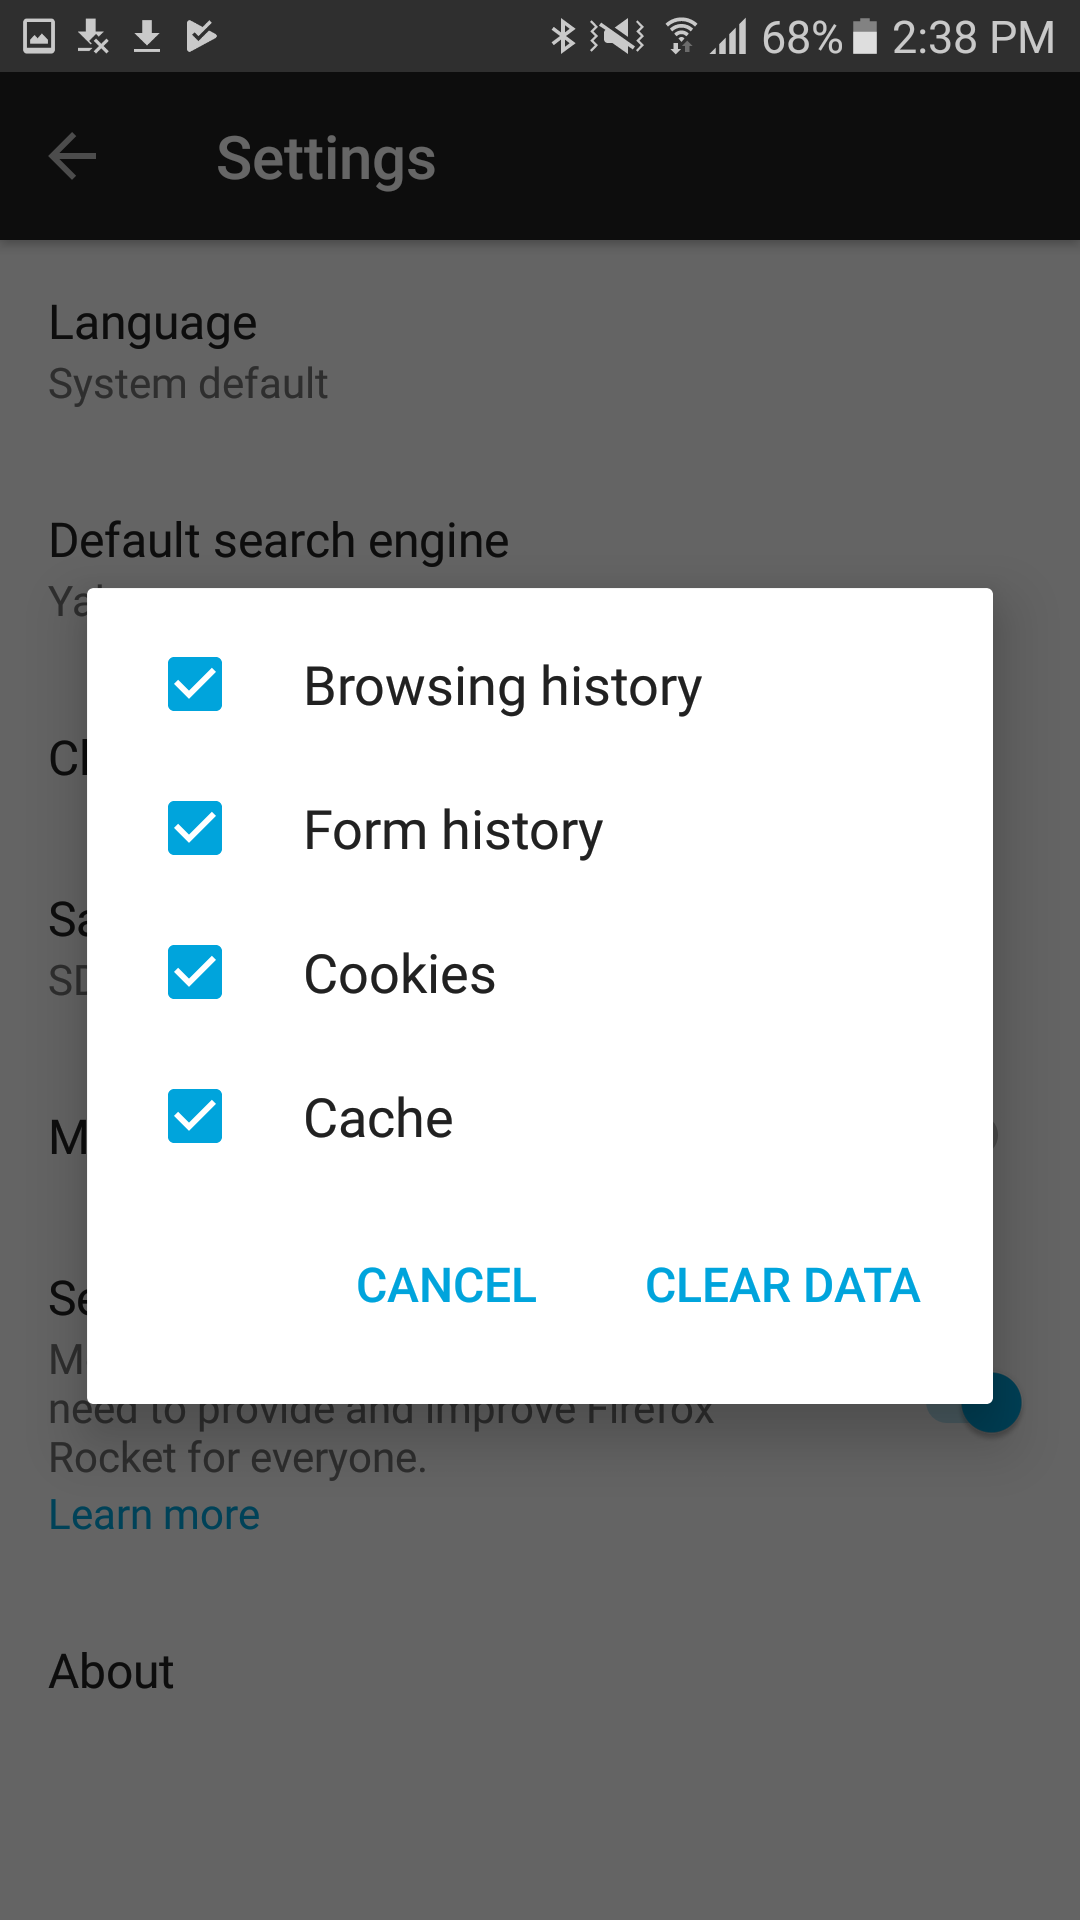 68% 2:38 PM
Settings
Language
System default
Default search engine
Browsing history
Form history
Cookies
Cache
CANCEL CLEAR DATA
need to provide and improve Firefox
Rocket for everyone.
Learn more
About